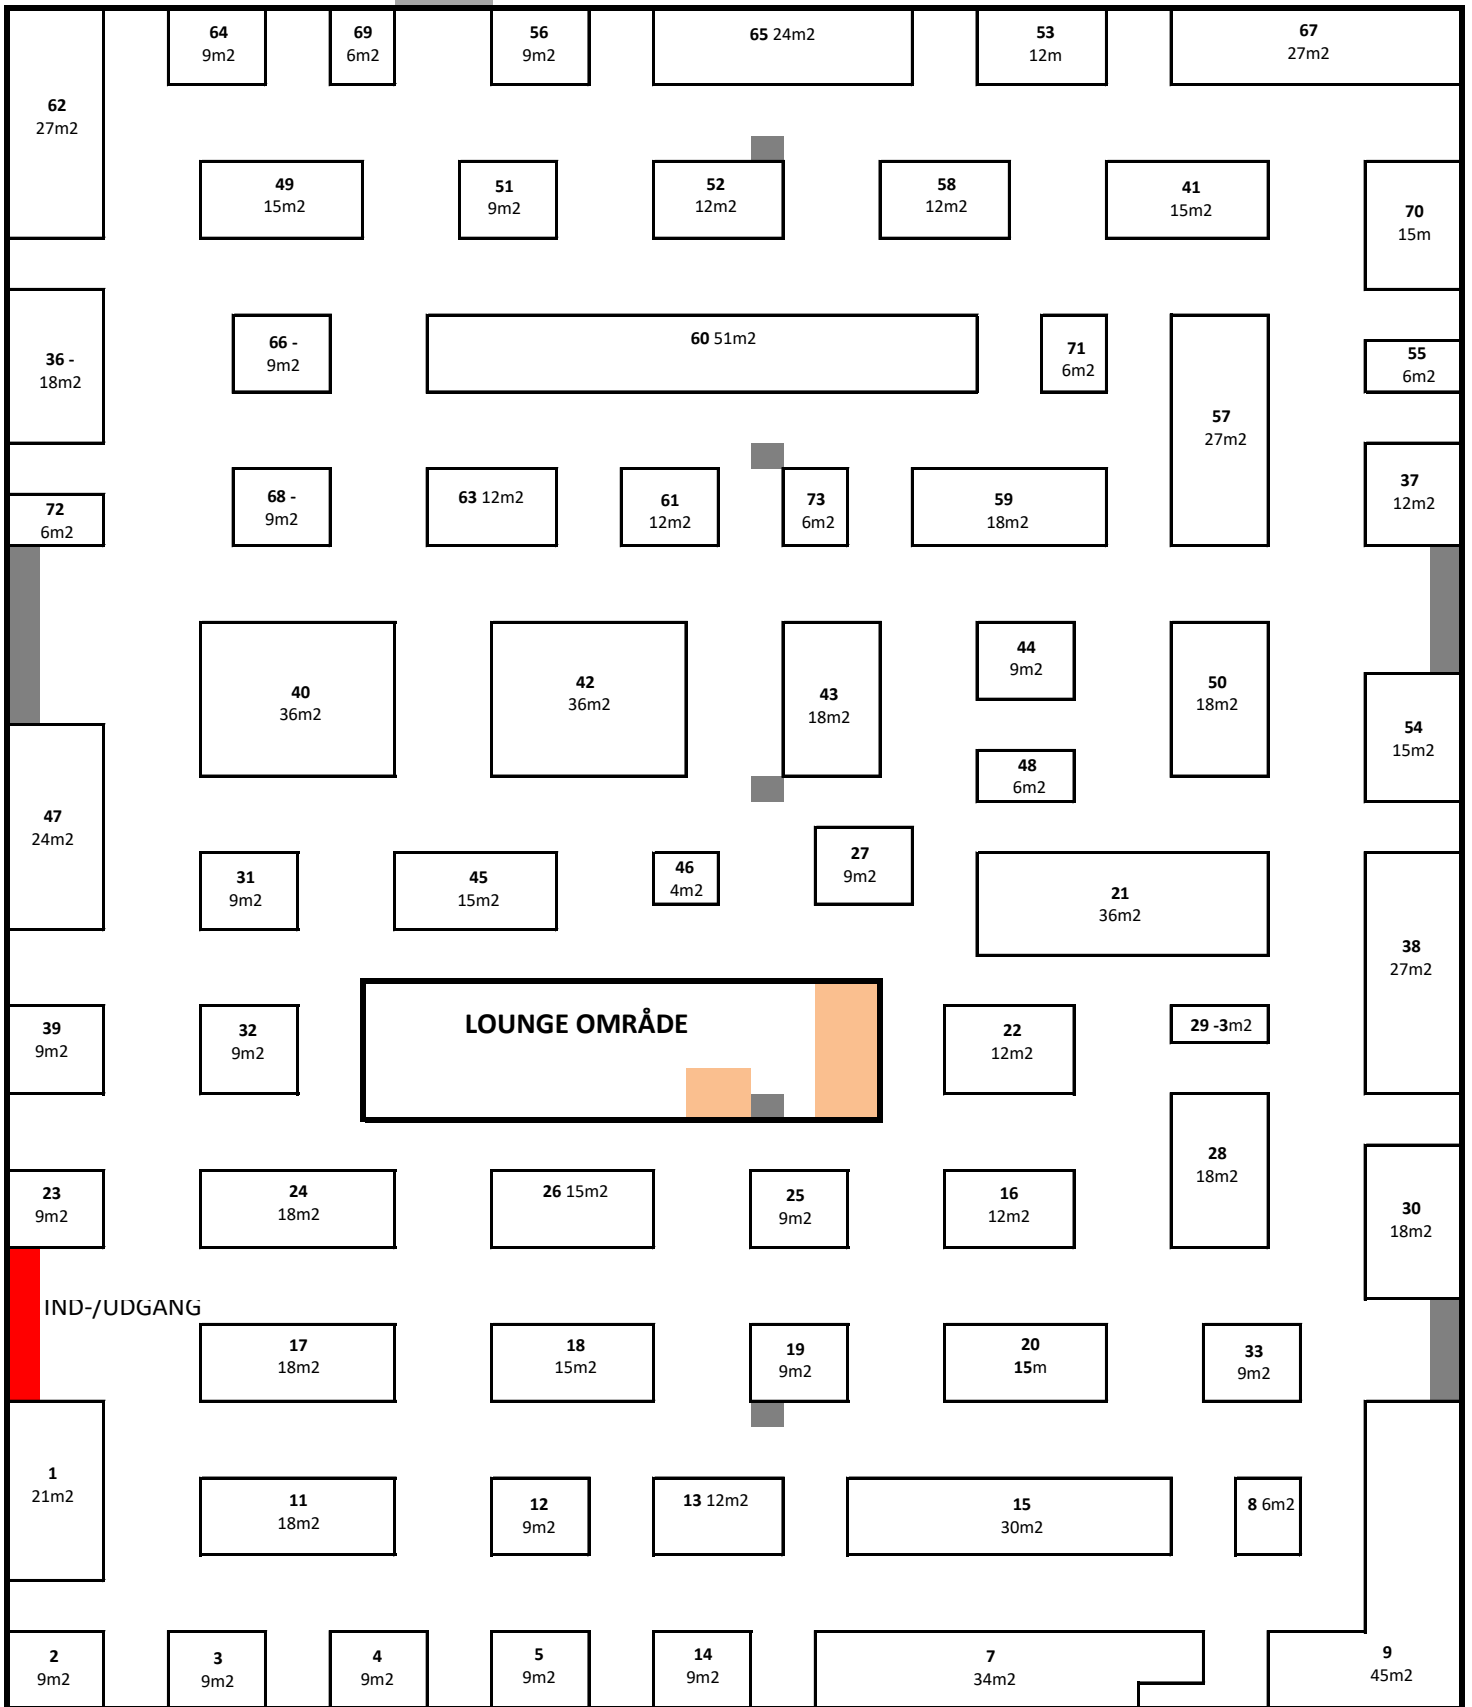 64
9m2
69
6m2
56
9m2
65 24m2
53
12m
67
27m2
62
27m2
49
15m2
51
9m2
52
12m2
58
12m2
41
15m2
70
15m
36 -
18m2
66 -
9m2
60 51m2
71
6m2
57
27m2
55
6m2
72
6m2
68 -
9m2
63 12m2
61
12m2
73
6m2
59
18m2
37
12m2
40
36m2
42
36m2
43
18m2
44
9m2
50
18m2
54
15m2
48
6m2
47
24m2
31
9m2
45
15m2
46
4m2
27
9m2
21
36m2
38
27m2
39
9m2
32
9m2
LOUNGE OMRÅDE
22
12m2
29 -3m2
23
9m2
24
18m2
26 15m2
25
9m2
16
12m2
28
18m2
30
18m2
IND-/UDGANG
17
18m2
18
15m2
19
9m2
20
15m
33
9m2
1
21m2
11
18m2
12
9m2
13 12m2
15
30m2
8 6m2
2
9m2
3
9m2
4
9m2
5
9m2
14
9m2
7
34m2
9
45m2